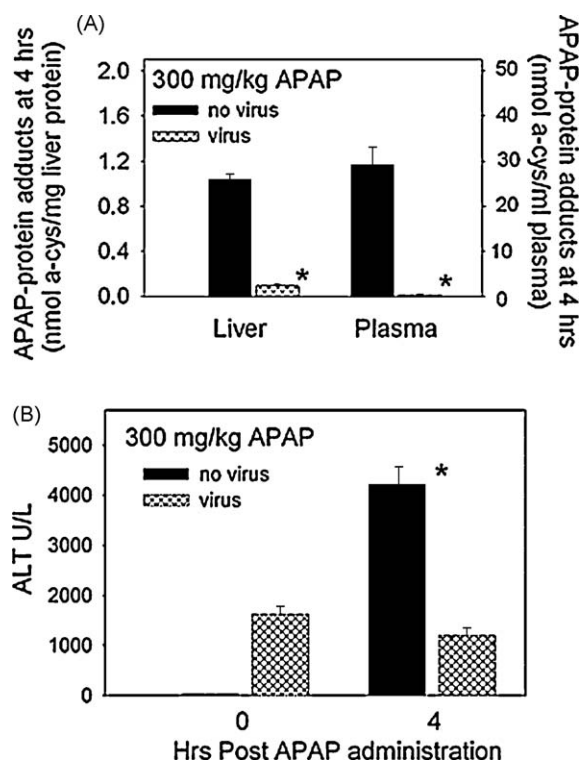 (A)
APAP-protein adducts at 4 hrs
(nmol a-cys/mg liver protein)
2.0
1.6
1.2
0.8
0.4
0.0
300 mg/kg APAP
no virus
virus
*
*
Liver
Plasma
50
40
30
20
10
0
APAP-protein adducts at 4 hrs
(nmol a-cys/ml plasma)
(B)
ALT U/L
5000
4000
3000
2000
1000
0
300 mg/kg APAP
no virus
virus
*
0
4
Hrs Post APAP administration